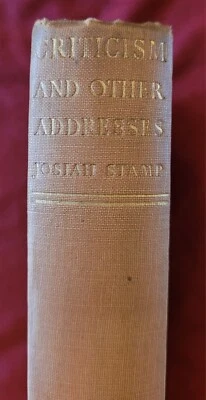 CRITICISM
AND OTHER
ADDRESSES
JOSIAH STAMP